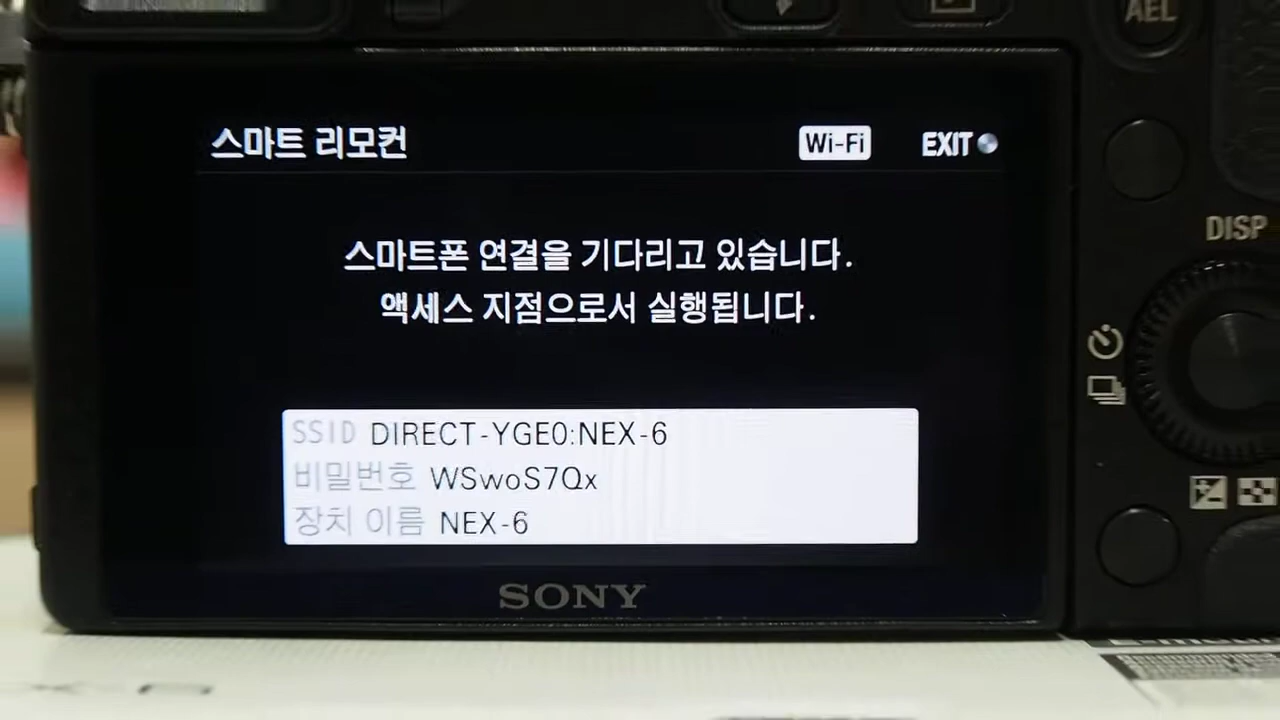 AEL
스마트 리모컨 Wi-Fi EXIT
DISP
스마트폰 연결을 기다리고 있습니다.
액세스 지점으로서 실행됩니다.
SSID DIRECT-YGE0:NEX-6
비밀번호 WSwoS7Qx
장치 이름 NEX-6
SONY